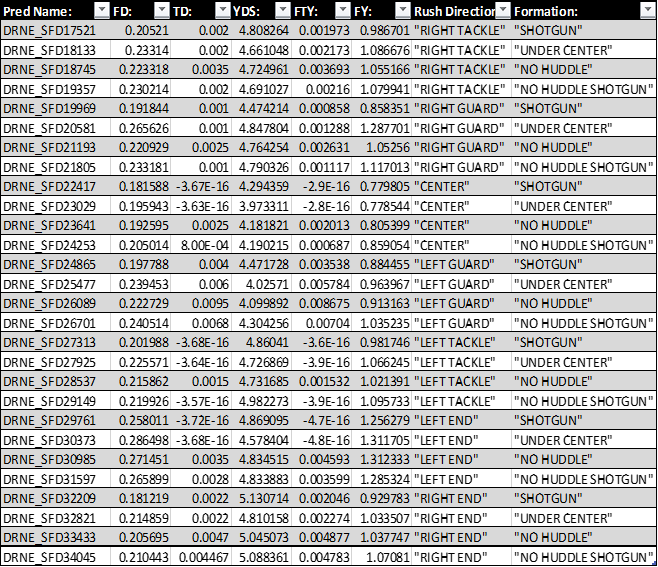 Pred Name: FD: TD: YDS: FTY: FY: Rush Direction Formation:
DRNE_SFD17521 0.20521 0.002 4.808264 0.001973 0.986701 "RIGHT TACKLE" "SHOTGUN"
DRNE_SFD18133 0.23314 0.002 4.661048 0.002173 1.086676 "RIGHT TACKLE" "UNDER CENTER"
DRNE_SFD18745 0.223318 0.0035 4.724961 0.003693 1.055166 "RIGHT TACKLE" "NO HUDDLE"
DRNE_SFD19357 0.230214 0.002 4.691027 0.00216 1.079941 "RIGHT TACKLE" "NO HUDDLE SHOTGUN"
DRNE_SFD19969 0.191844 0.001 4.474214 0.000858 0.858351 "RIGHT GUARD" "SHOTGUN"
DRNE_SFD20581 0.265626 0.001 4.847804 0.001288 1.287701 "RIGHT GUARD" "UNDER CENTER"
DRNE_SFD21193 0.220929 0.0025 4.764254 0.002631 1.05256 "RIGHT GUARD" "NO HUDDLE"
DRNE_SFD21805 0.233181 0.001 4.790326 0.001117 1.117013 "RIGHT GUARD" "NO HUDDLE SHOTGUN"
DRNE_SFD22417 0.181588 -3.67E-16 4.294359 -2.9E-16 0.779805 "CENTER" "SHOTGUN"
DRNE_SFD23029 0.195943 -3.63E-16 3.973311 -2.8E-16 0.778544 "CENTER" "UNDER CENTER"
DRNE_SFD23641 0.192595 0.0025 4.181821 0.002013 0.805399 "CENTER" "NO HUDDLE"
DRNE_SFD24253 0.205014 8.00E-04 4.190215 0.000687 0.859054 "CENTER" "NO HUDDLE SHOTGUN"
DRNE_SFD24865 0.197788 0.004 4.471728 0.003538 0.884455 "LEFT GUARD" "SHOTGUN"
DRNE_SFD25477 0.239453 0.006 4.02571 0.005784 0.963967 "LEFT GUARD" "UNDER CENTER"
DRNE_SFD26089 0.222729 0.0095 4.099892 0.008675 0.913163 "LEFT GUARD" "NO HUDDLE"
DRNE_SFD26701 0.240514 0.0068 4.304256 0.00704 1.035235 "LEFT GUARD" "NO HUDDLE SHOTGUN"
DRNE_SFD27313 0.201988 -3.68E-16 4.86041 -3.6E-16 0.981746 "LEFT TACKLE" "SHOTGUN"
DRNE_SFD27925 0.225571 -3.64E-16 4.726869 -3.9E-16 1.066245 "LEFT TACKLE" "UNDER CENTER"
DRNE_SFD28537 0.215862 0.0015 4.731685 0.001532 1.021391 "LEFT TACKLE" "NO HUDDLE"
DRNE_SFD29149 0.219926 -3.57E-16 4.982273 -3.9E-16 1.095733 "LEFT TACKLE" "NO HUDDLE SHOTGUN"
DRNE_SFD29761 0.258011 -3.72E-16 4.869095 -4.7E-16 1.256279 "LEFT END" "SHOTGUN"
DRNE_SFD30373 0.286498 -3.68E-16 4.578404 -4.8E-16 1.311705 "LEFT END" "UNDER CENTER"
DRNE_SFD30985 0.271451 0.0035 4.834515 0.004593 1.312333 "LEFT END" "NO HUDDLE"
DRNE_SFD31597 0.265899 0.0028 4.833883 0.003599 1.285324 "LEFT END" "NO HUDDLE SHOTGUN"
DRNE_SFD32209 0.181219 0.0022 5.130714 0.002046 0.929783 "RIGHT END" "SHOTGUN"
DRNE_SFD32821 0.214859 0.0022 4.810158 0.002274 1.033507 "RIGHT END" "UNDER CENTER"
DRNE_SFD33433 0.205695 0.0047 5.045073 0.004877 1.037747 "RIGHT END" "NO HUDDLE"
DRNE_SFD34045 0.210443 0.004467 5.088361 0.004783 1.07081 "RIGHT END" "NO HUDDLE SHOTGUN"